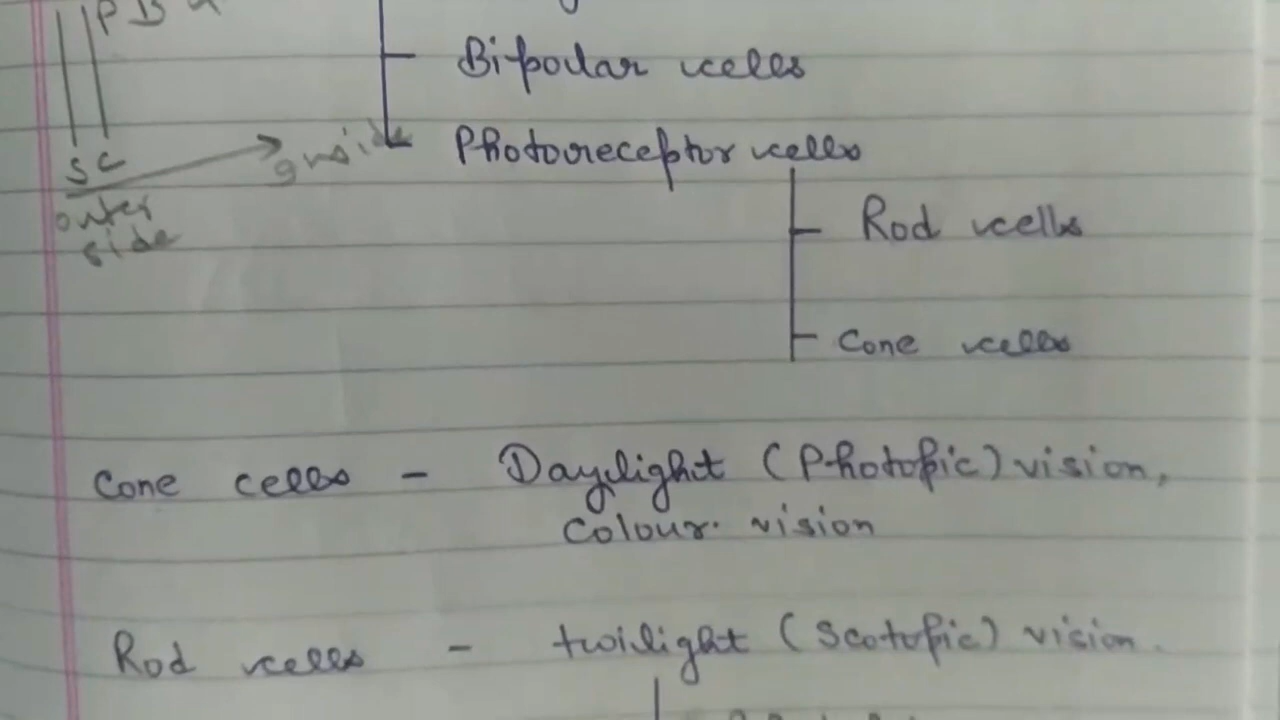 P B
Bipolar cells
Photoreceptor cells
S C
inside
outer
side
Rod cells
Cone cells
Cone cells - Daylight (Photopic) vision,
Colour vision
Rod cells - twilight (Scotopic) vision.